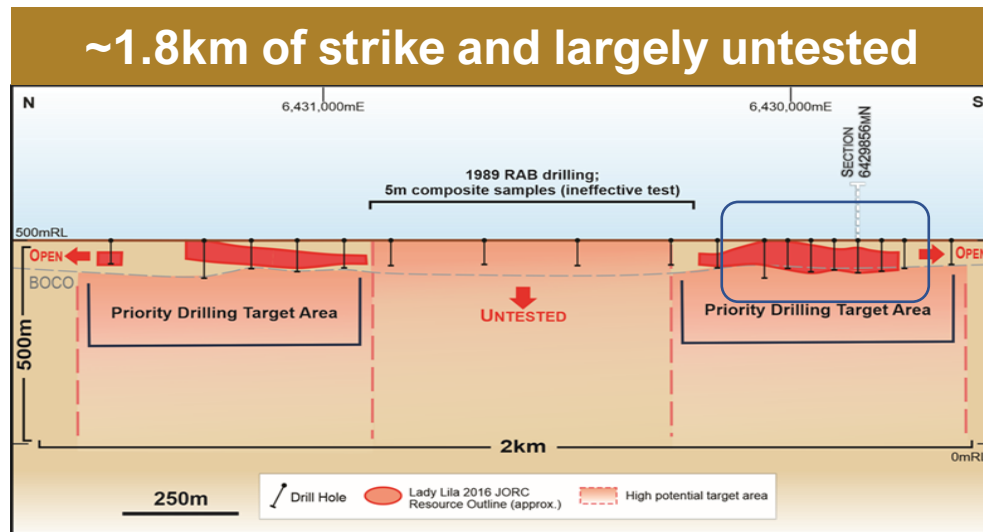 ~1.8km of strike and largely untested
N
S
6,431,000mE
6,430,000mE
SECTION
6429856mN
1989 RAB drilling;
5m composite samples (ineffective test)
500mRL
OPEN
OPEN
BOCO
Priority Drilling Target Area
UNTESTED
Priority Drilling Target Area
500m
2km
0mRL
250m
Drill Hole
Lady Lila 2016 JORC
Resource Outline (approx.)
High potential target area